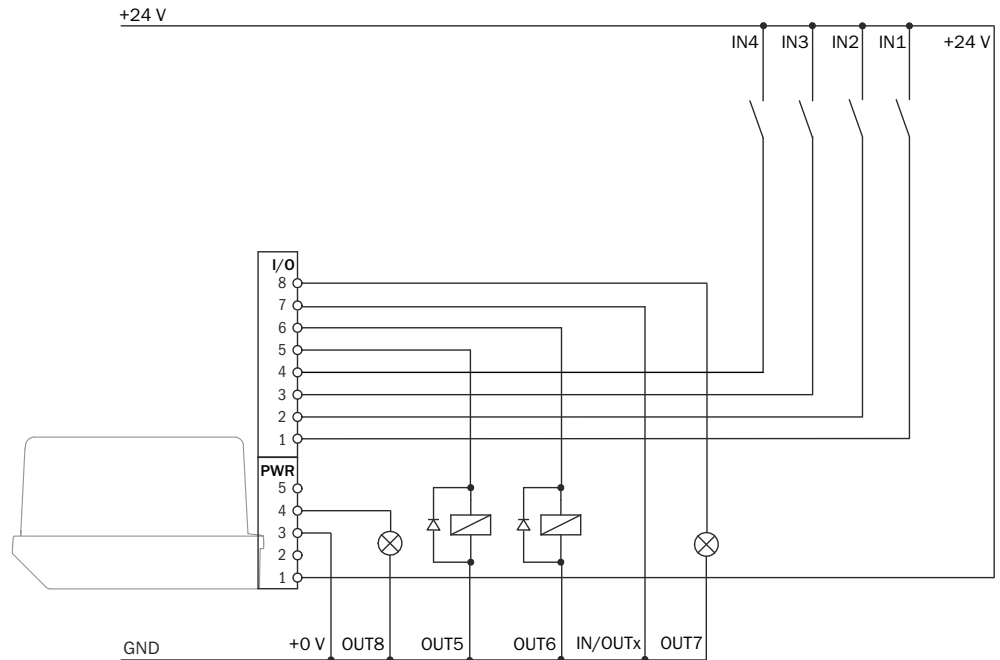 +24 V
IN4 IN3 IN2 IN1 +24 V
I/O
8
7
6
5
4
3
2
1
PWR
5
4
3
2
1
GND +0 V OUT8 OUT5 OUT6 IN/OUTx OUT7